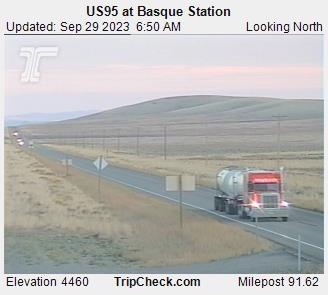 US95 at Basque Station
Updated: Sep 29 2023 6:50 AM Looking North
Elevation 4460 TripCheck.com Milepost 91.62